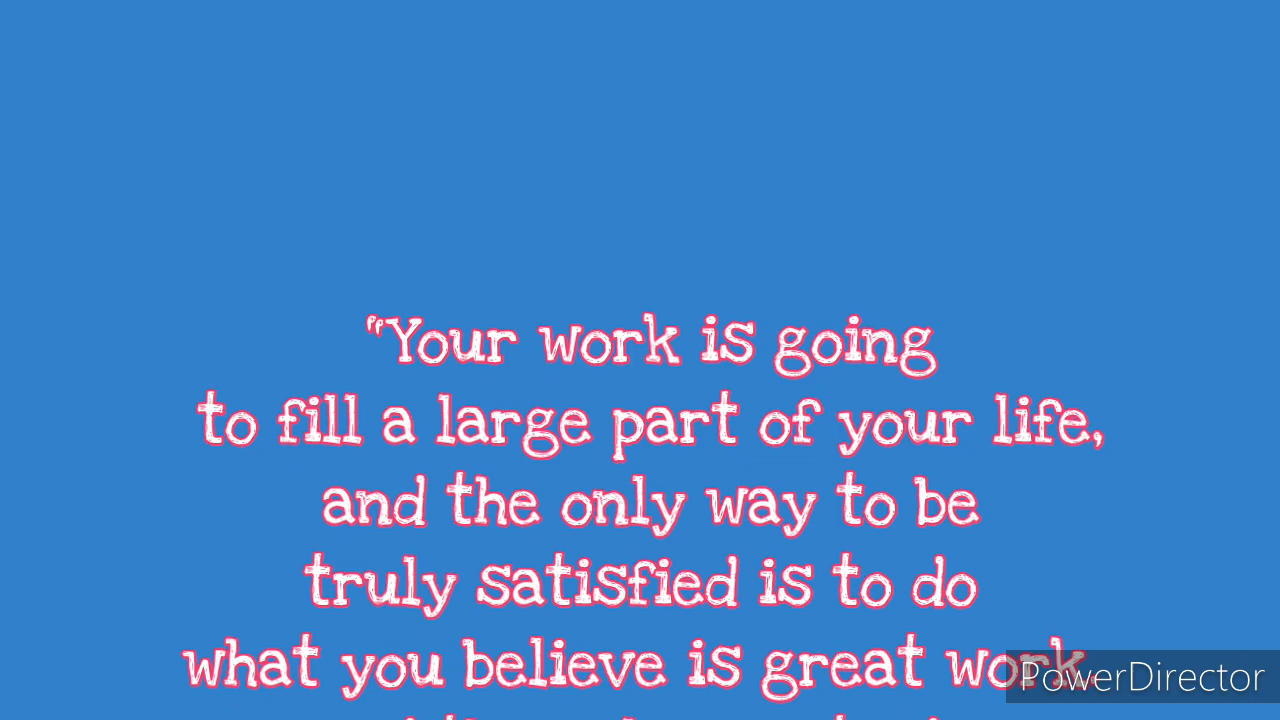 "Your work is going
to fill a large part of your life,
and the only way to be
truly satisfied is to do
what you believe is great work.
PowerDirector